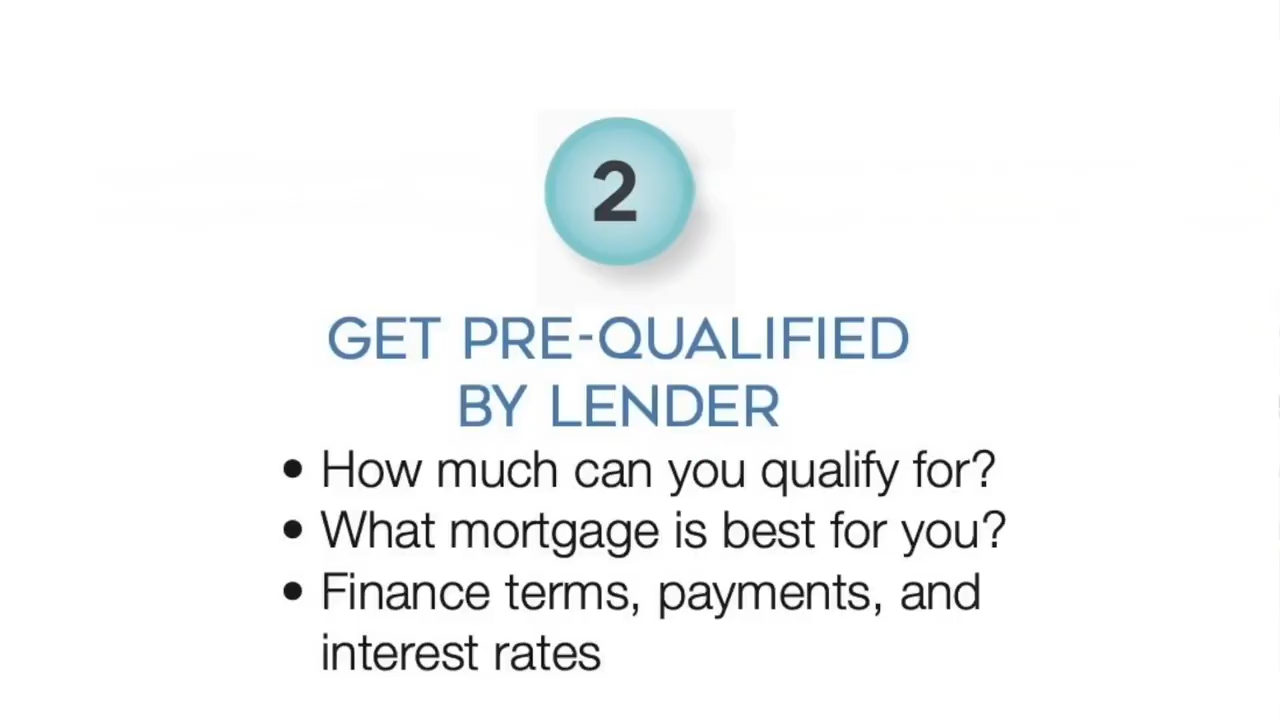 2
GET PRE-QUALIFIED
BY LENDER
• How much can you qualify for?
• What mortgage is best for you?
• Finance terms, payments, and
interest rates